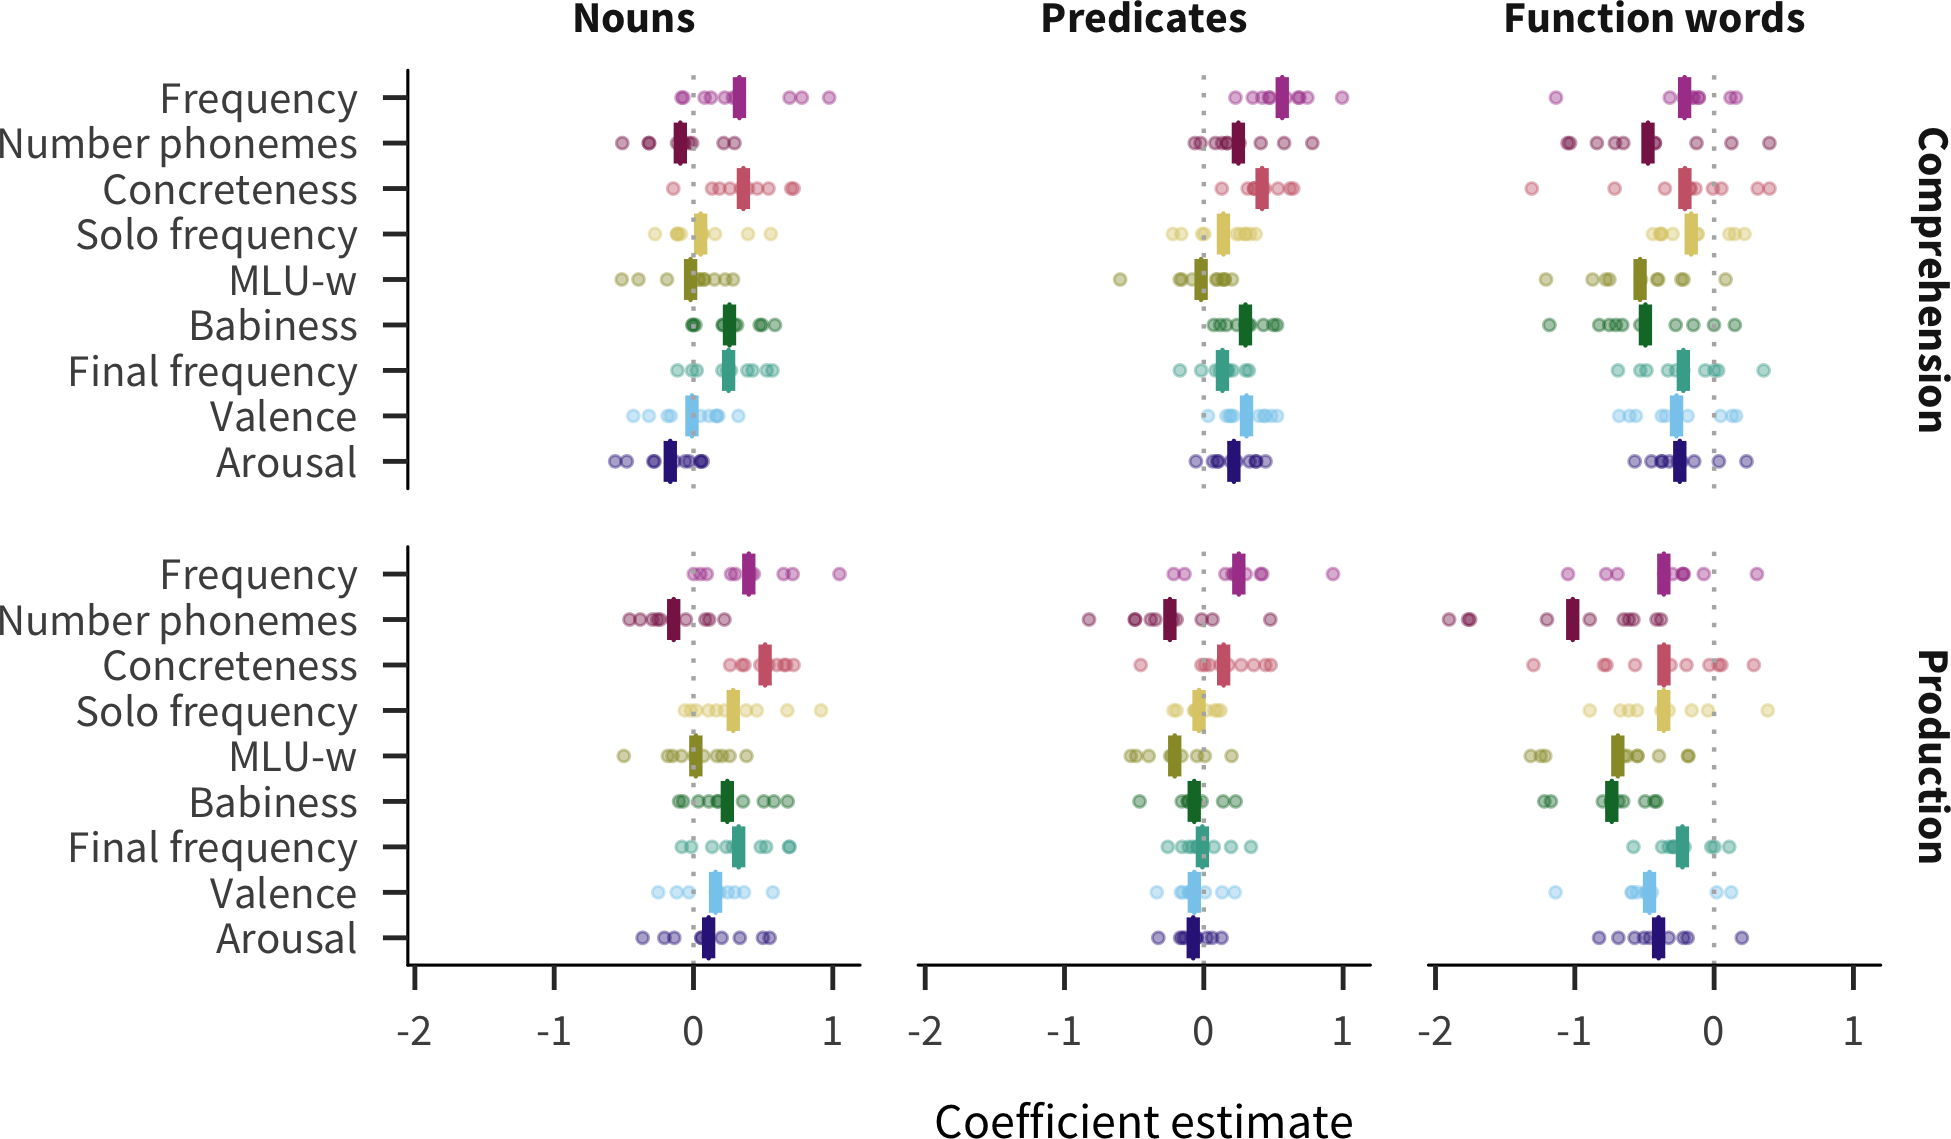 Nouns Predicates Function words
Frequency
Number phonemes
Concreteness
Solo frequency
MLU-w
Babiness
Final frequency
Valence
Arousal
Comprehension
Frequency
Number phonemes
Concreteness
Solo frequency
MLU-w
Babiness
Final frequency
Valence
Arousal
Production
-2 -1 0 1 -2 -1 0 1 -2 -1 0 1
Coefficient estimate